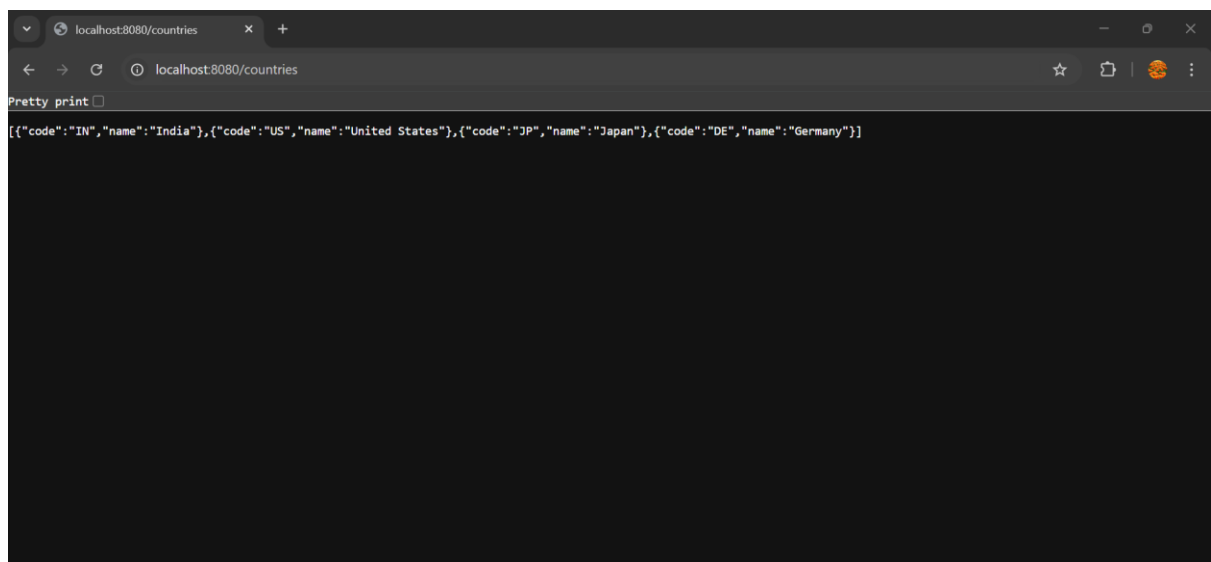 localhost:8080/countries
localhost:8080/countries
Pretty print
[{"code":"IN","name":"India"},{"code":"US","name":"United States"},{"code":"JP","name":"Japan"},{"code":"DE","name":"Germany"}]